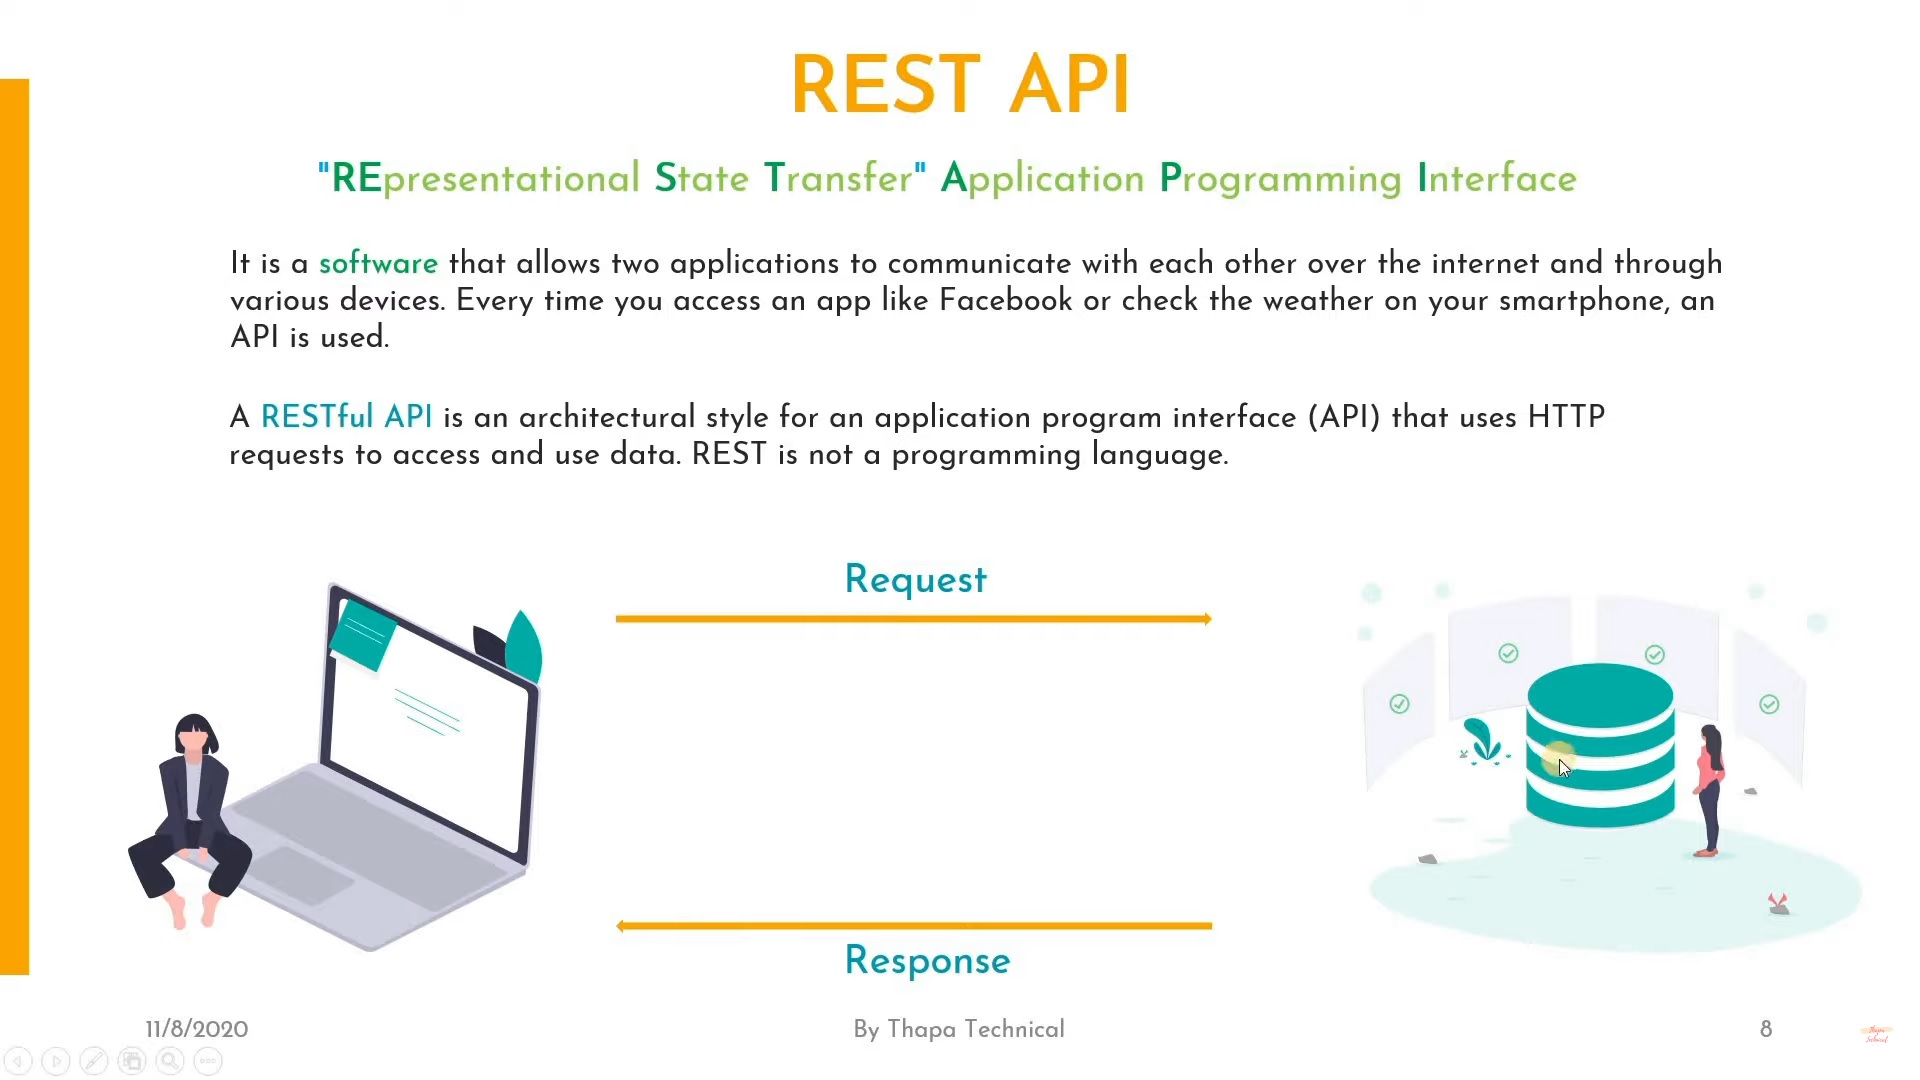 REST API
"REpresentational State Transfer" Application Programming Interface
It is a software that allows two applications to communicate with each other over the internet and through
various devices. Every time you access an app like Facebook or check the weather on your smartphone, an
API is used.
A RESTful API is an architectural style for an application program interface (API) that uses HTTP
requests to access and use data. REST is not a programming language.
Request
Response
11/8/2020
By Thapa Technical
8
Thapa
Technical